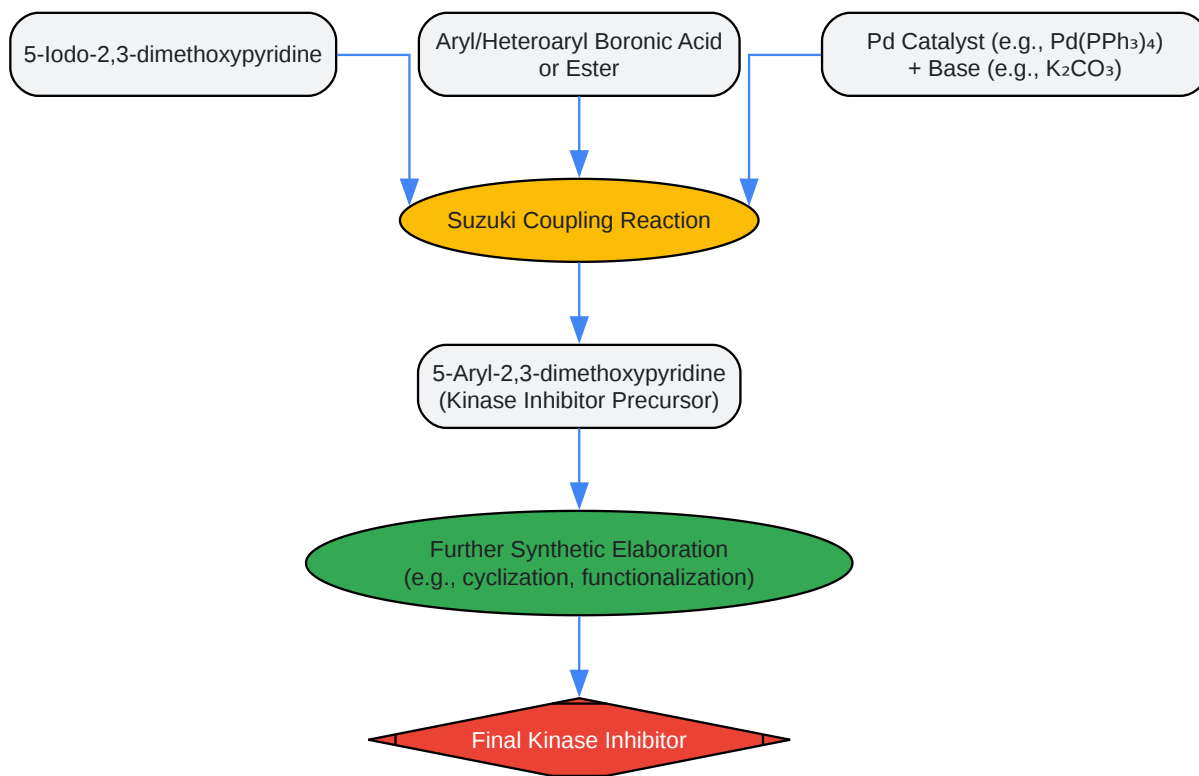 5-Iodo-2,3-dimethoxypyridine
Aryl/Heteroaryl Boronic Acid
or Ester
Pd Catalyst (e.g., Pd(PPh₃)₄)
+ Base (e.g., K₂CO₃)
Suzuki Coupling Reaction
5-Aryl-2,3-dimethoxypyridine
(Kinase Inhibitor Precursor)
Further Synthetic Elaboration
(e.g., cyclization, functionalization)
Final Kinase Inhibitor